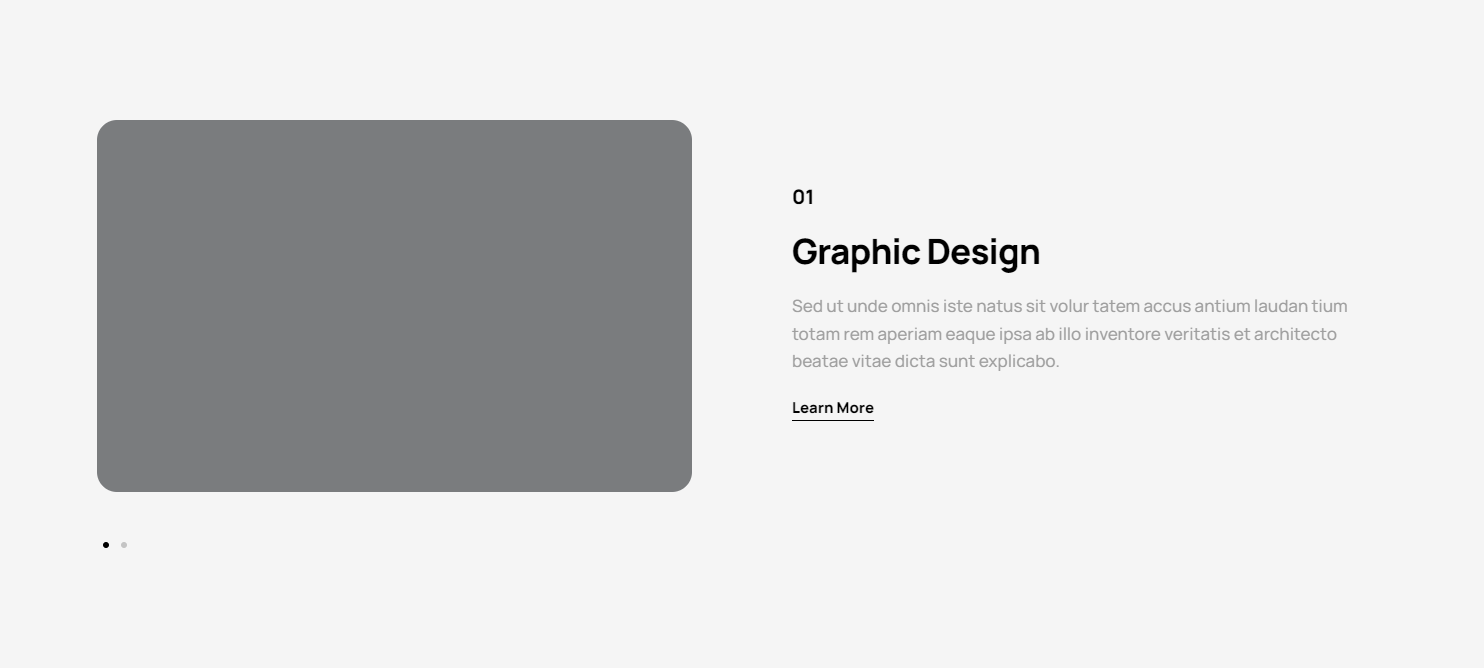 01
Graphic Design
Sed ut unde omnis iste natus sit volur tatem accus antium laudan tium
totam rem aperiam eaque ipsa ab illo inventore veritatis et architecto
beatae vitae dicta sunt explicabo.
Learn More